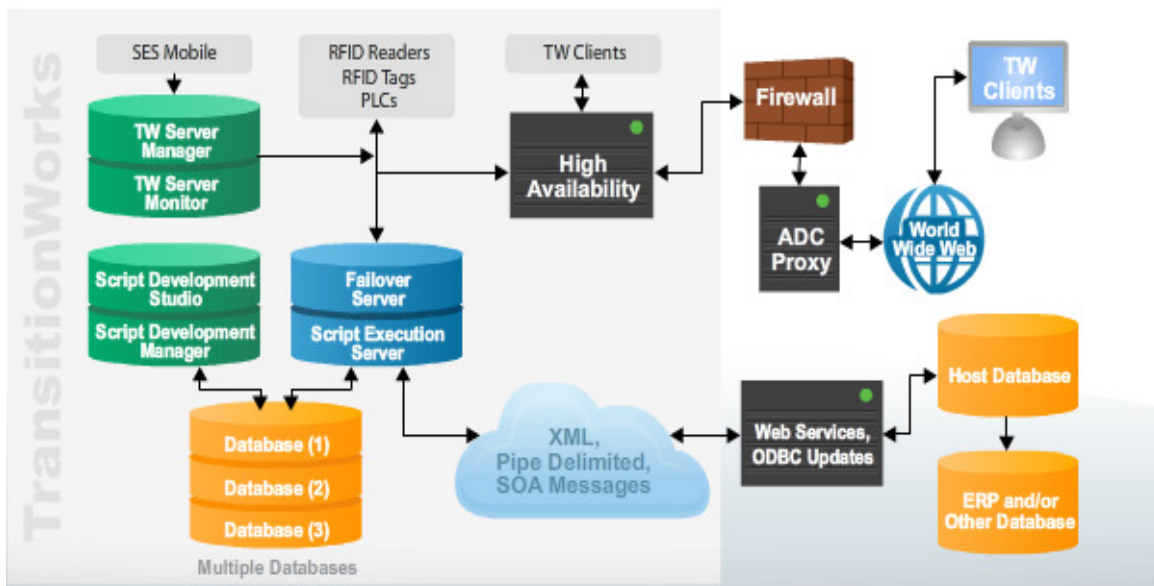 TransitionWorks
SES Mobile
RFID Readers
RFID Tags
PLCs
TW Clients
TW Server
Manager
TW Server
Monitor
High
Availability
Firewall
TW
Clients
ADC
Proxy
World
Wide Web
Script Development
Studio
Script Development
Manager
Failover
Server
Script Execution
Server
Database (1)
Database (2)
Database (3)
Multiple Databases
XML,
Pipe Delimited,
SOA Messages
Web Services,
ODBC Updates
Host Database
ERP and/or
Other Database